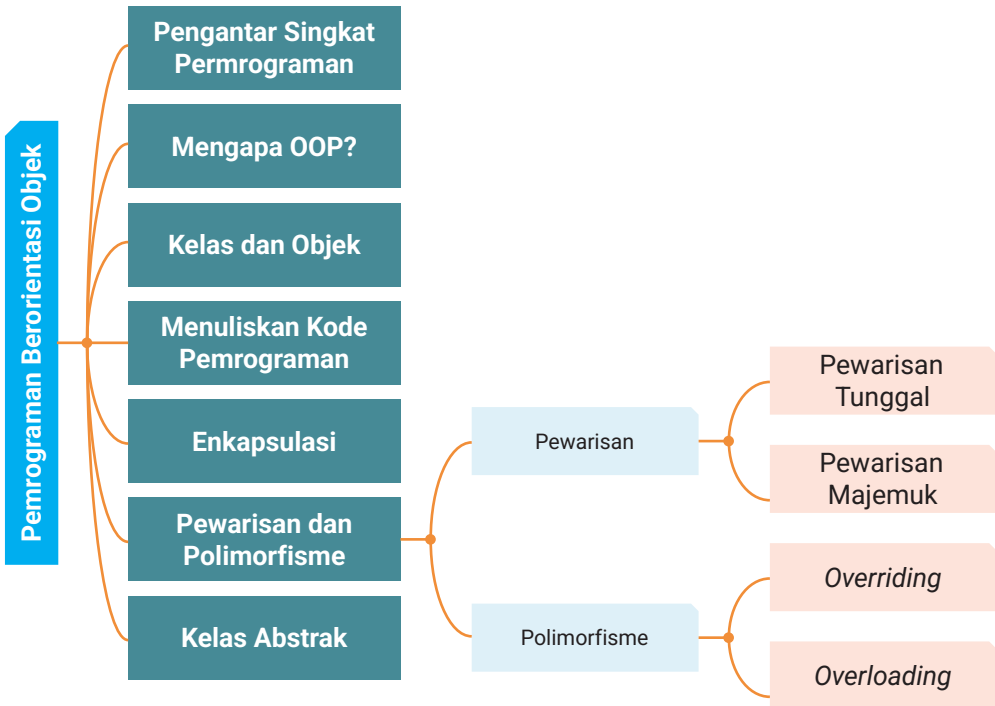 Pemrograman Berorientasi Objek
Pengantar Singkat
Permrograman
Mengapa OOP?
Kelas dan Objek
Menuliskan Kode
Pemrograman
Enkapsulasi
Pewarisan dan
Polimorfisme
Kelas Abstrak
Pewarisan
Polimorfisme
Pewarisan
Tunggal
Pewarisan
Majemuk
Overriding
Overloading